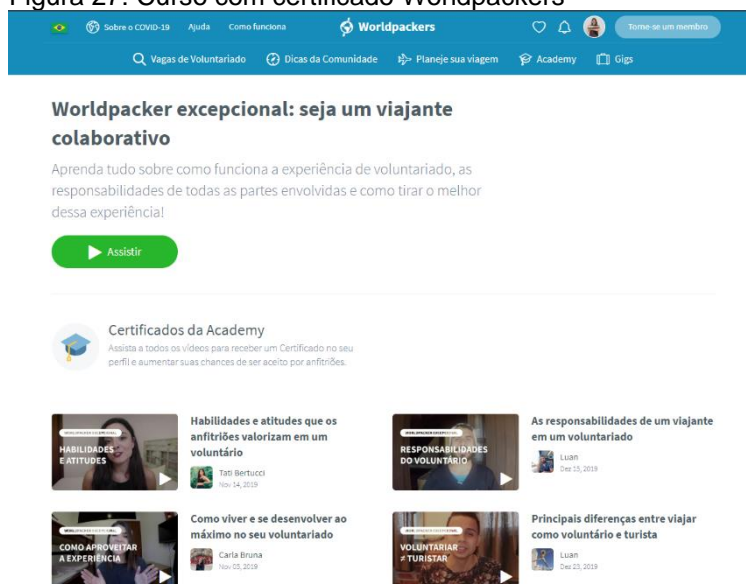 Figura 27: Curso com certificado Worldpackers
Sobre o COVID-19 Ajuda Como funciona Worldpackers Torne-se um membro
Vagas de Voluntariado Dicas da Comunidade Planeje sua viagem Academy Gigs
Worldpacker excepcional: seja um viajante
colaborativo
Aprenda tudo sobre como funciona a experiência de voluntariado, as
responsabilidades de todas as partes envolvidas e como tirar o melhor
dessa experiência!
Assistir
Certificados da Academy
Assista a todos os vídeos para receber um Certificado no seu
perfil e aumentar suas chances de ser aceito por anfitriões.
HABILIDADES
E ATITUDES
Habilidades e atitudes que os
anfitriões valorizam em um
voluntário
Tati Bertucci
Nov 14, 2019
RESPONSABILIDADES
DO VOLUNTÁRIO
As responsabilidades de um viajante
em um voluntariado
Luan
Dez 15, 2019
COMO APROVEITAR
A EXPERIÊNCIA
Como viver e se desenvolver ao
máximo no seu voluntariado
Carla Bruna
Nov 05, 2019
VOLUNTARIAR
≠ TURISTAR
Principais diferenças entre viajar
como voluntário e turista
Luan
Dez 23, 2019